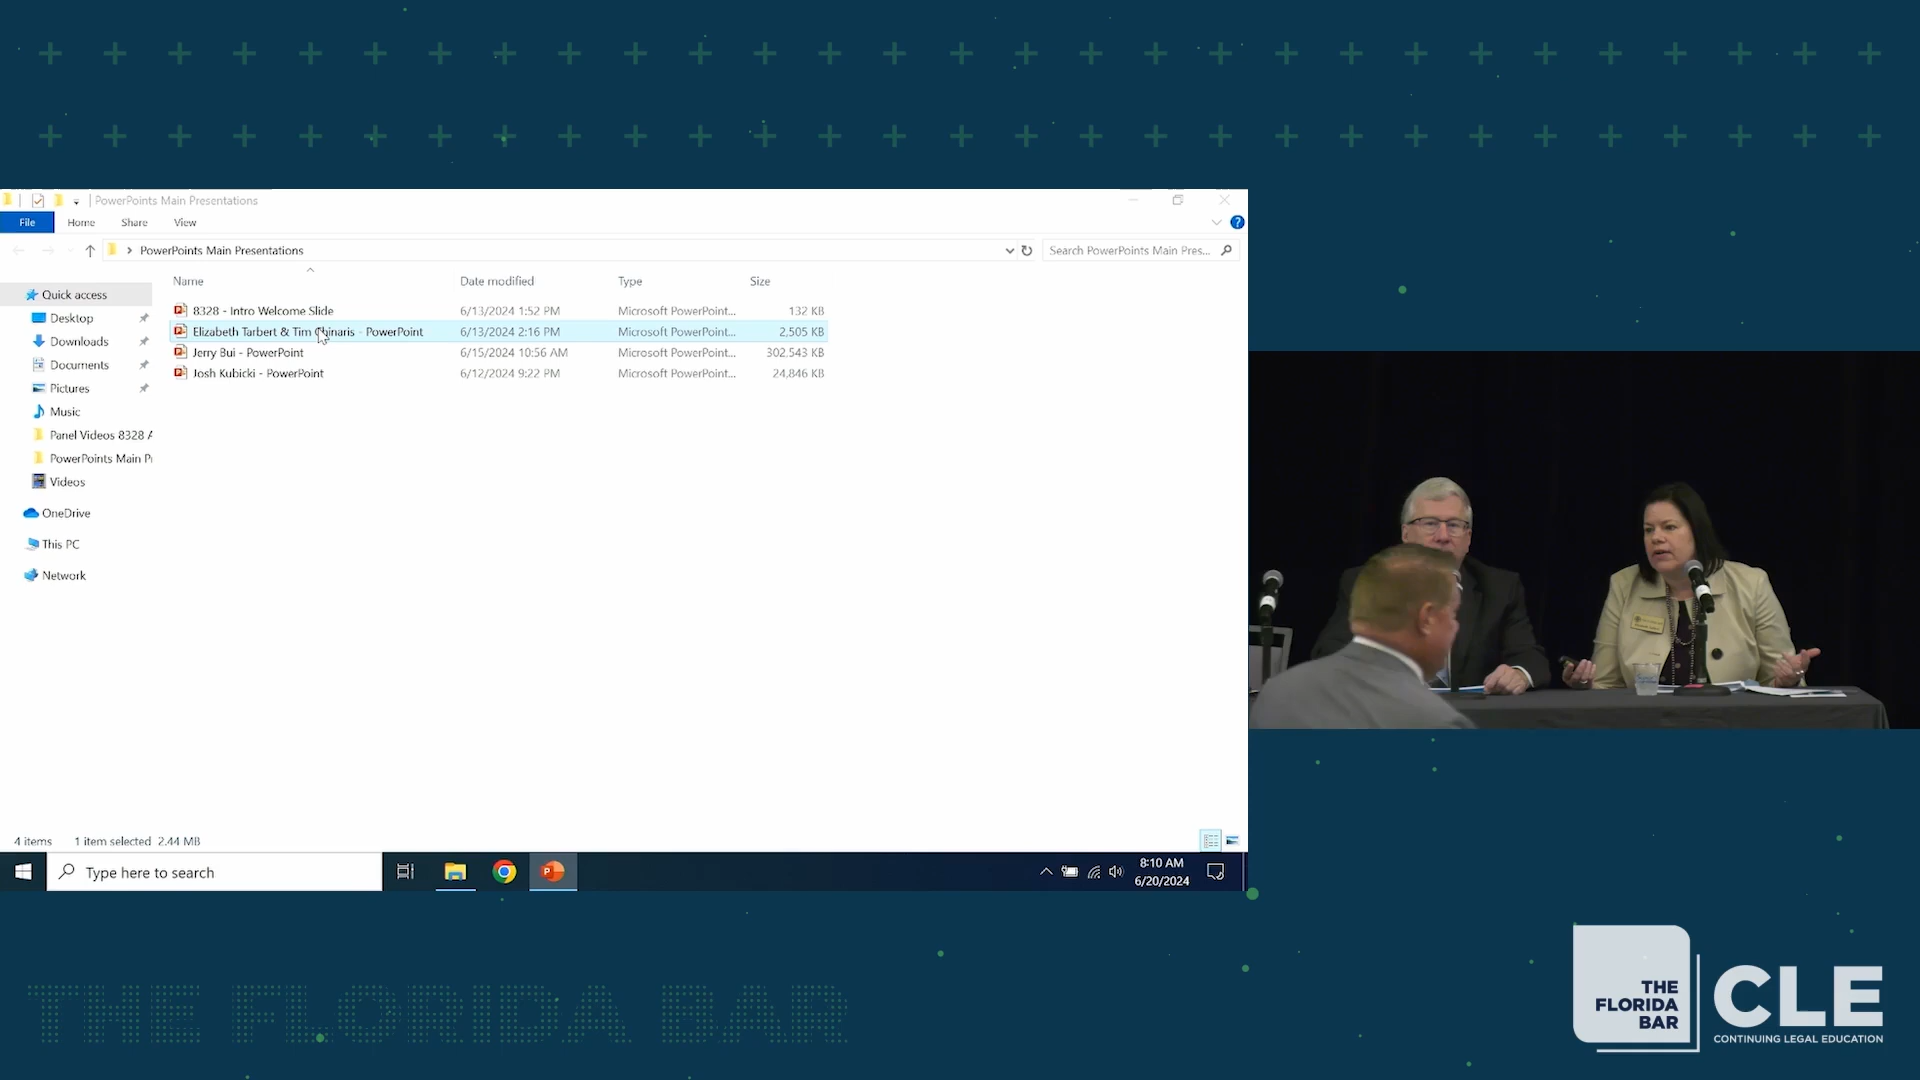 PowerPoints Main Presentations
File Home Share View
PowerPoints Main Presentations
Search PowerPoints Main Pres...
Name Date modified Type Size
8328 - Intro Welcome Slide 6/13/2024 1:52 PM Microsoft PowerPoint... 132 KB
Elizabeth Tarbert & Tim Chinaris - PowerPoint 6/13/2024 2:16 PM Microsoft PowerPoint... 2,505 KB
Jerry Bui - PowerPoint 6/15/2024 10:56 AM Microsoft PowerPoint... 302,543 KB
Josh Kubicki - PowerPoint 6/12/2024 9:22 PM Microsoft PowerPoint... 24,846 KB
Quick access
Desktop
Downloads
Documents
Pictures
Music
Panel Videos 8328 A
PowerPoints Main P
Videos
OneDrive
This PC
Network
4 items 1 item selected 2.44 MB
Type here to search
8:10 AM
6/20/2024
THE FLORIDA BAR
THE
FLORIDA
BAR
CLE
CONTINUING LEGAL EDUCATION